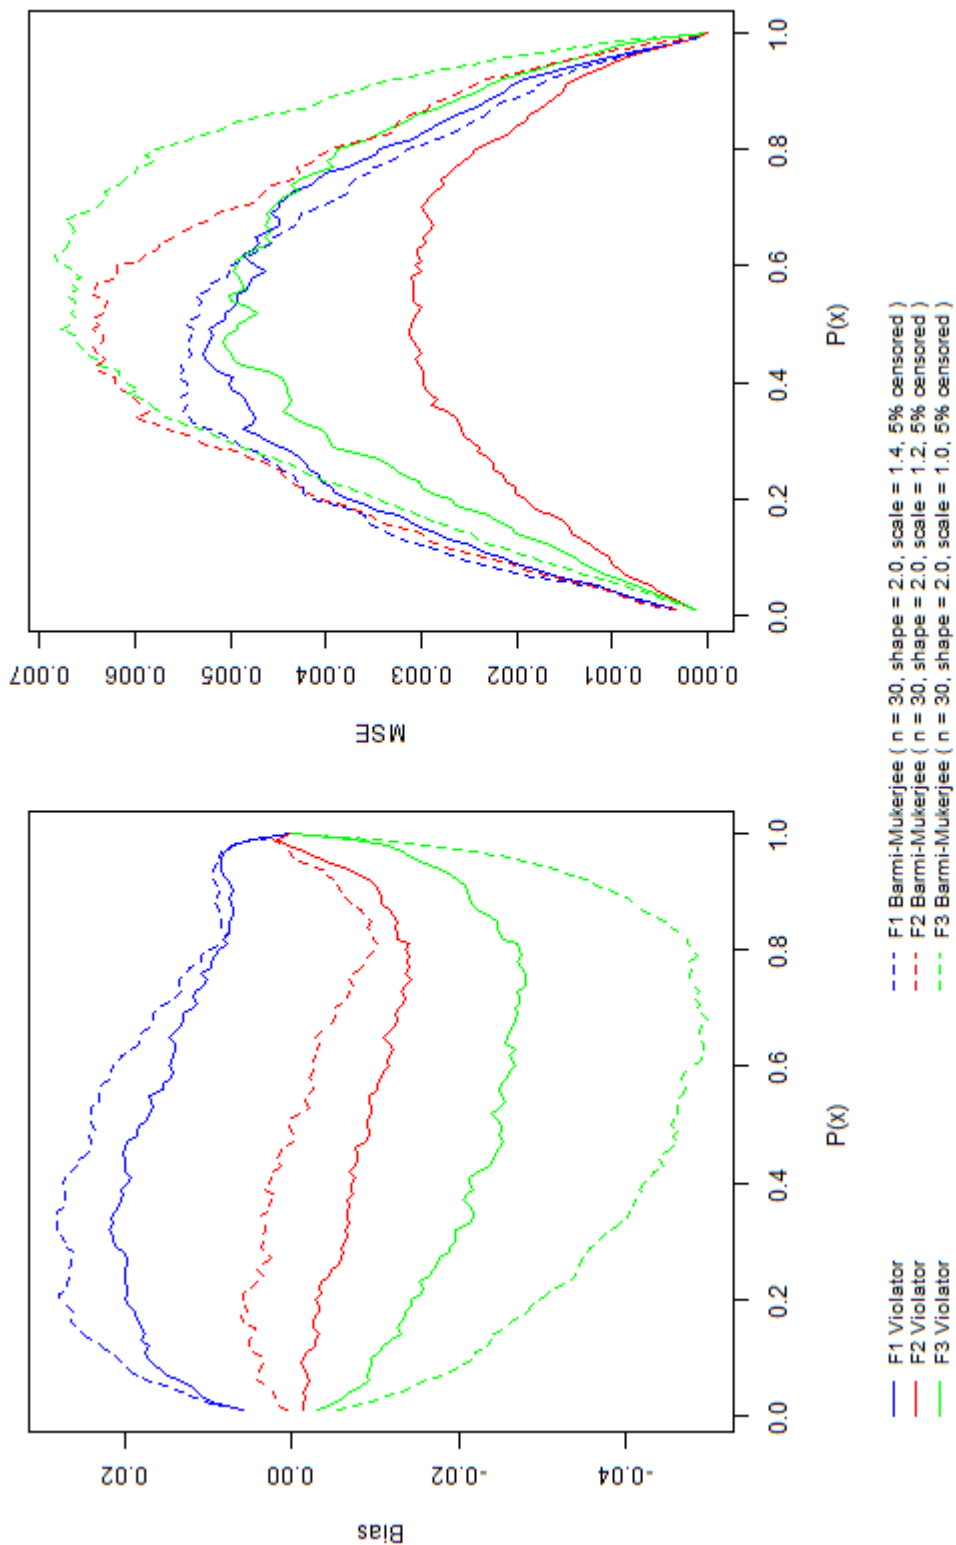 Bias
0.02
0.00
-0.02
-0.04
0.0
0.2
0.4
0.6
0.8
1.0
P(x)
MSE
0.007
0.006
0.005
0.004
0.003
0.002
0.001
0.000
0.0
0.2
0.4
0.6
0.8
1.0
P(x)
F1 Violator
F2 Violator
F3 Violator
F1 Barmi-Mukerjee ( n = 30, shape = 2.0, scale = 1.4, 5% censored )
F2 Barmi-Mukerjee ( n = 30, shape = 2.0, scale = 1.2, 5% censored )
F3 Barmi-Mukerjee ( n = 30, shape = 2.0, scale = 1.0, 5% censored )